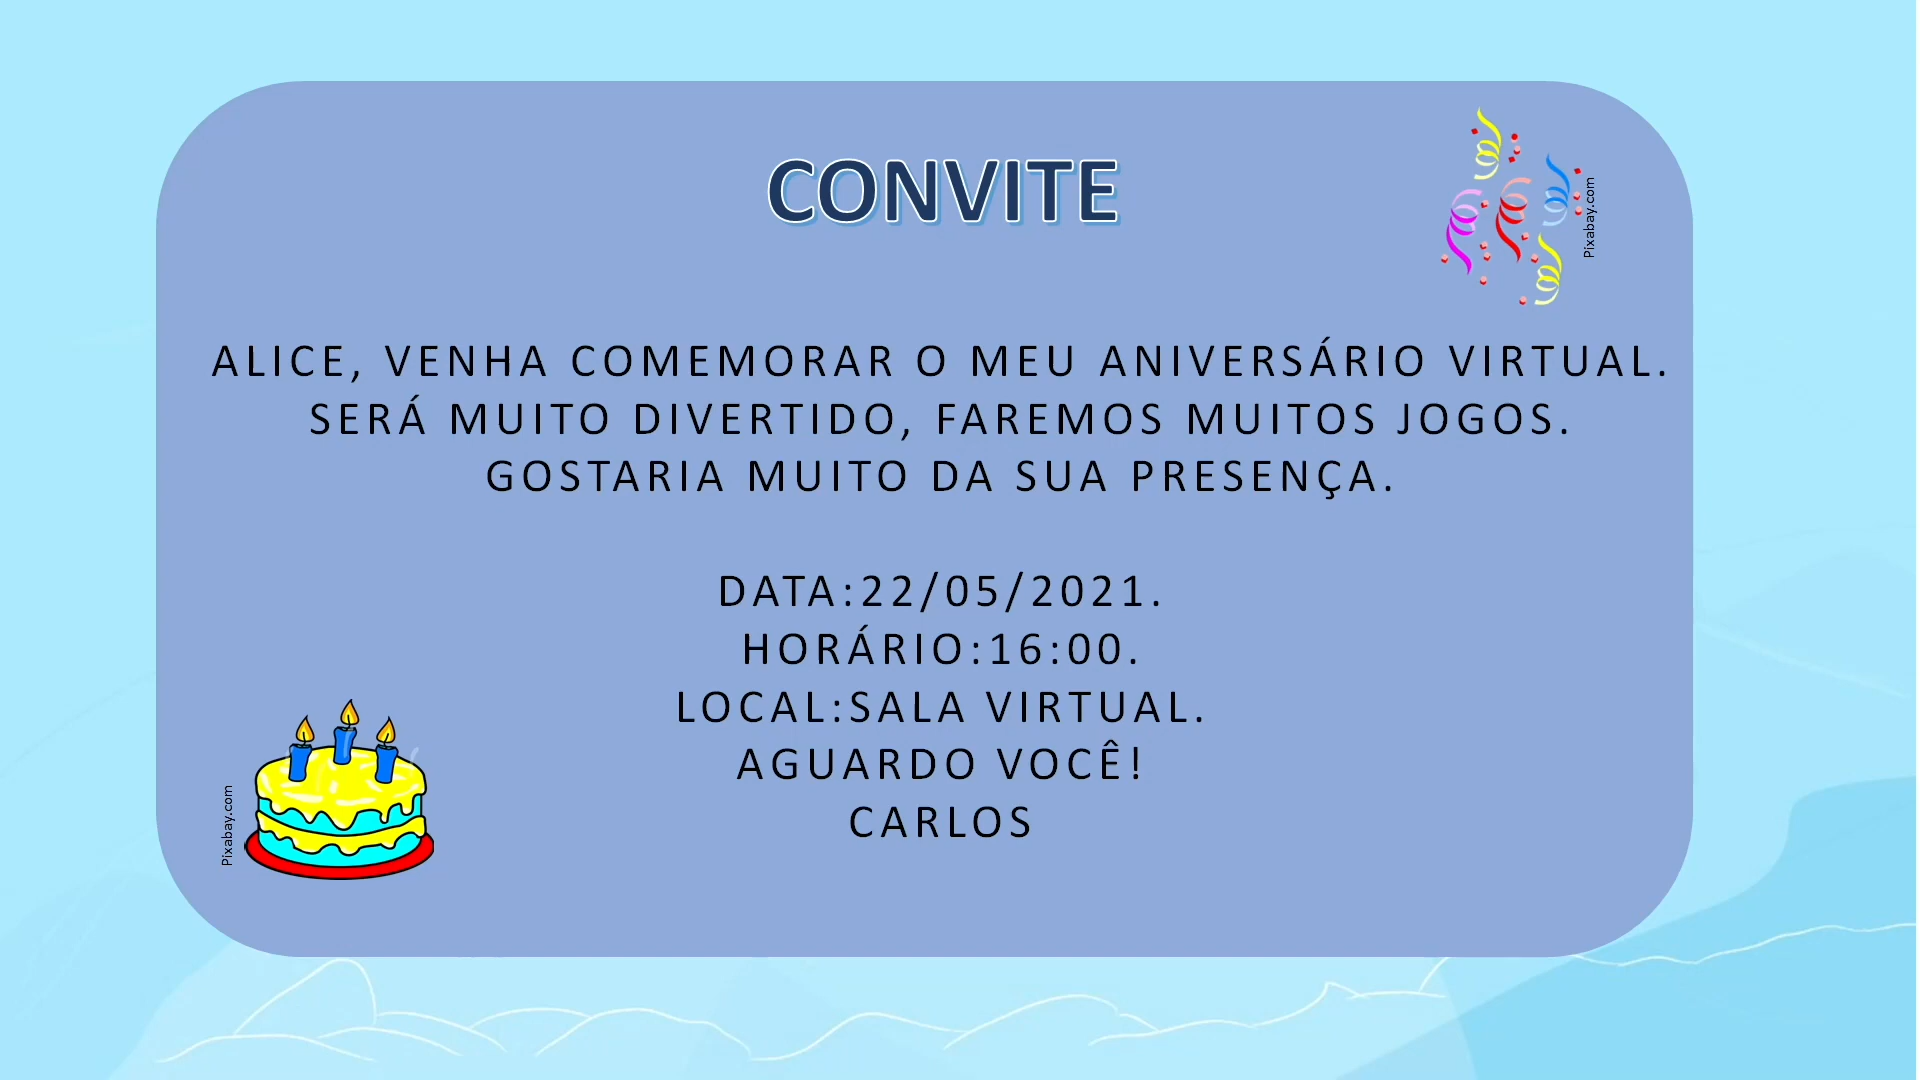 CONVITE
Pixabay.com
ALICE, VENHA COMEMORAR O MEU ANIVERSÁRIO VIRTUAL.
SERÁ MUITO DIVERTIDO, FAREMOS MUITOS JOGOS.
GOSTARIA MUITO DA SUA PRESENÇA.
DATA:22/05/2021.
HORÁRIO:16:00.
LOCAL:SALA VIRTUAL.
AGUARDO VOCÊ!
CARLOS
Pixabay.com